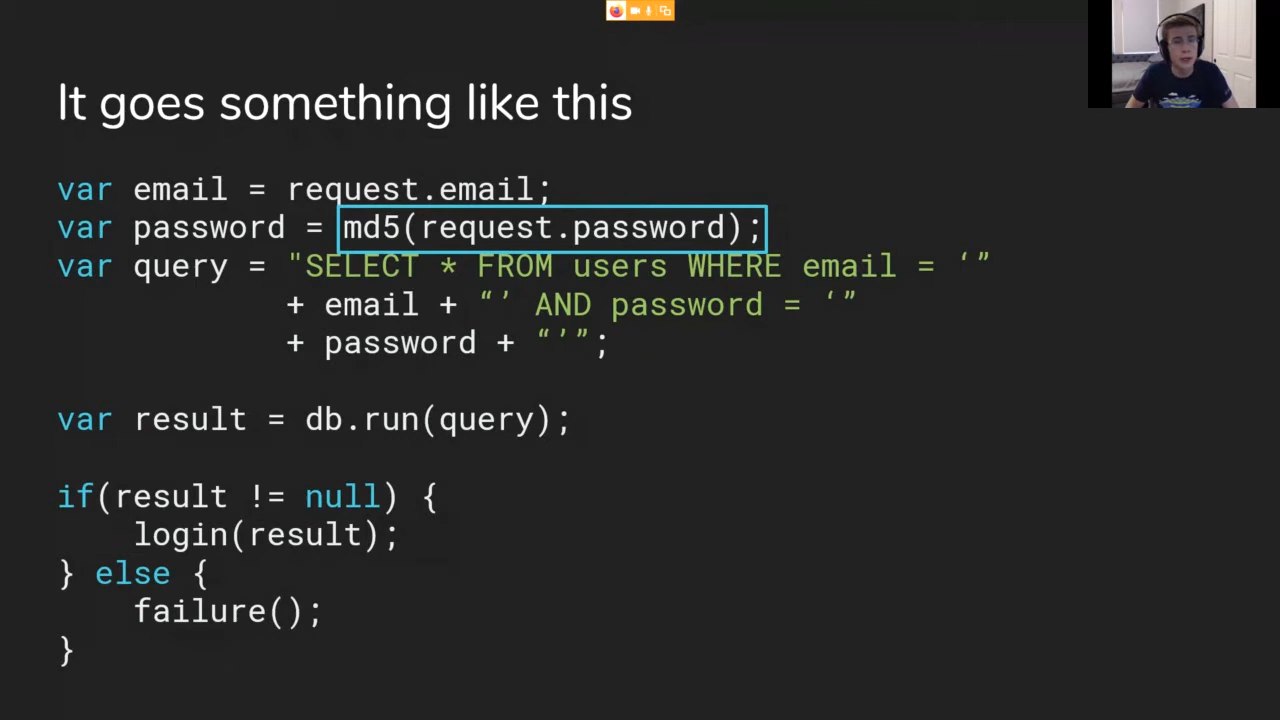 It goes something like this
var email = request.email;
var password = md5(request.password);
var query = "SELECT * FROM users WHERE email = ‘”
+ email + “’ AND password = ‘”
+ password + “’”;
var result = db.run(query);
if(result != null) {
login(result);
} else {
failure();
}